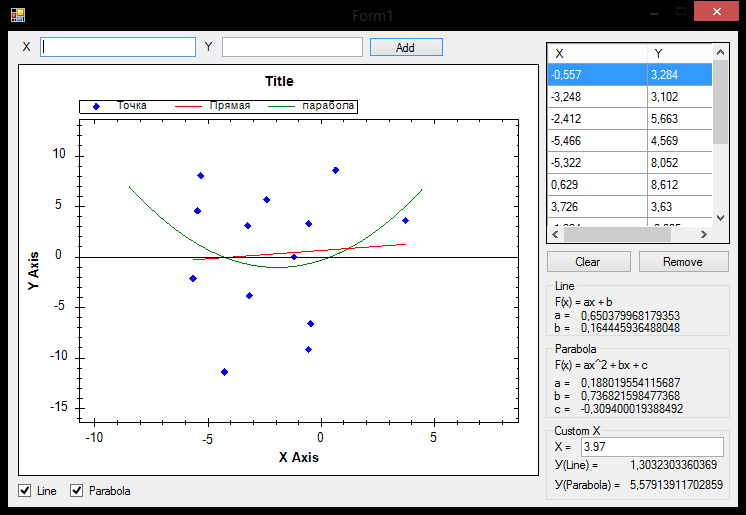 Form1
X Y Add
Title
Точка Прямая парабола
10
5
0
-5
-10
-15
Y Axis
-10 -5 0 5
X Axis
Line Parabola
X Y
-0,557 3,284
-3,248 3,102
-2,412 5,663
-5,466 4,569
-5,322 8,052
0,629 8,612
3,726 3,63
Clear Remove
Line
F(x) = ax + b
a = 0,650379968179353
b = 0,164445936488048
Parabola
F(x) = ax^2 + bx + c
a = 0,188019554115687
b = 0,736821598477368
c = -0,309400019388492
Custom X
X = 3.97
У(Line) = 1,3032303360369
У(Parabola) = 5,57913911702859